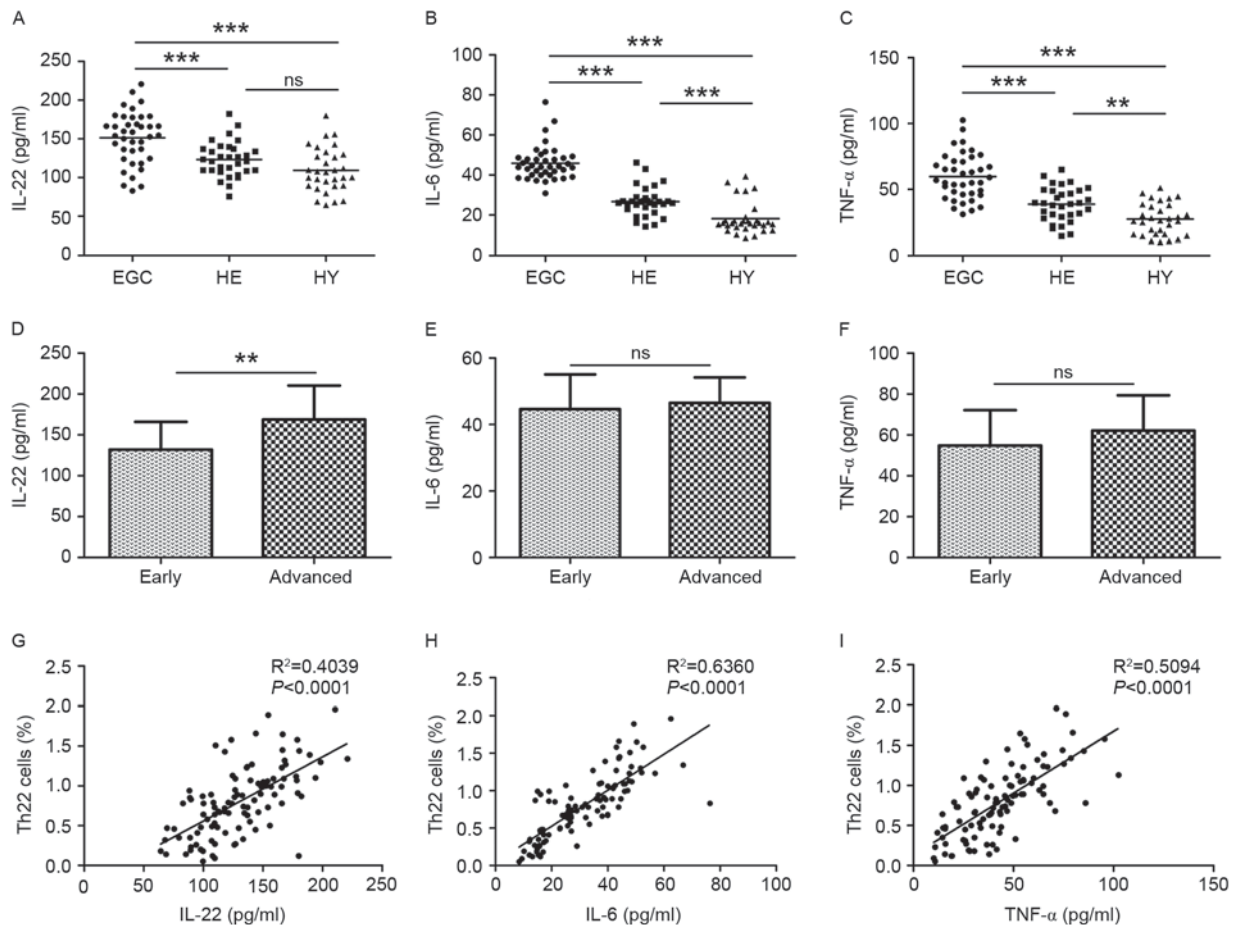 A
IL-22 (pg/ml)
250
200
150
100
50
0
***
***
ns
EGC HE HY
B
IL-6 (pg/ml)
100
80
60
40
20
0
***
***
***
EGC HE HY
C
TNF-α (pg/ml)
150
100
50
0
***
***
**
EGC HE HY
D
IL-22 (pg/ml)
250
200
150
100
50
0
**
Early Advanced
E
IL-6 (pg/ml)
60
40
20
0
ns
Early Advanced
F
TNF-α (pg/ml)
100
80
60
40
20
0
ns
Early Advanced
G
Th22 cells (%)
2.5
2.0
1.5
1.0
0.5
0.0
R²=0.4039
P<0.0001
0 50 100 150 200 250
IL-22 (pg/ml)
H
Th22 cells (%)
2.5
2.0
1.5
1.0
0.5
0.0
R²=0.6360
P<0.0001
0 20 40 60 80 100
IL-6 (pg/ml)
I
Th22 cells (%)
2.5
2.0
1.5
1.0
0.5
0.0
R²=0.5094
P<0.0001
0 50 100 150
TNF-α (pg/ml)